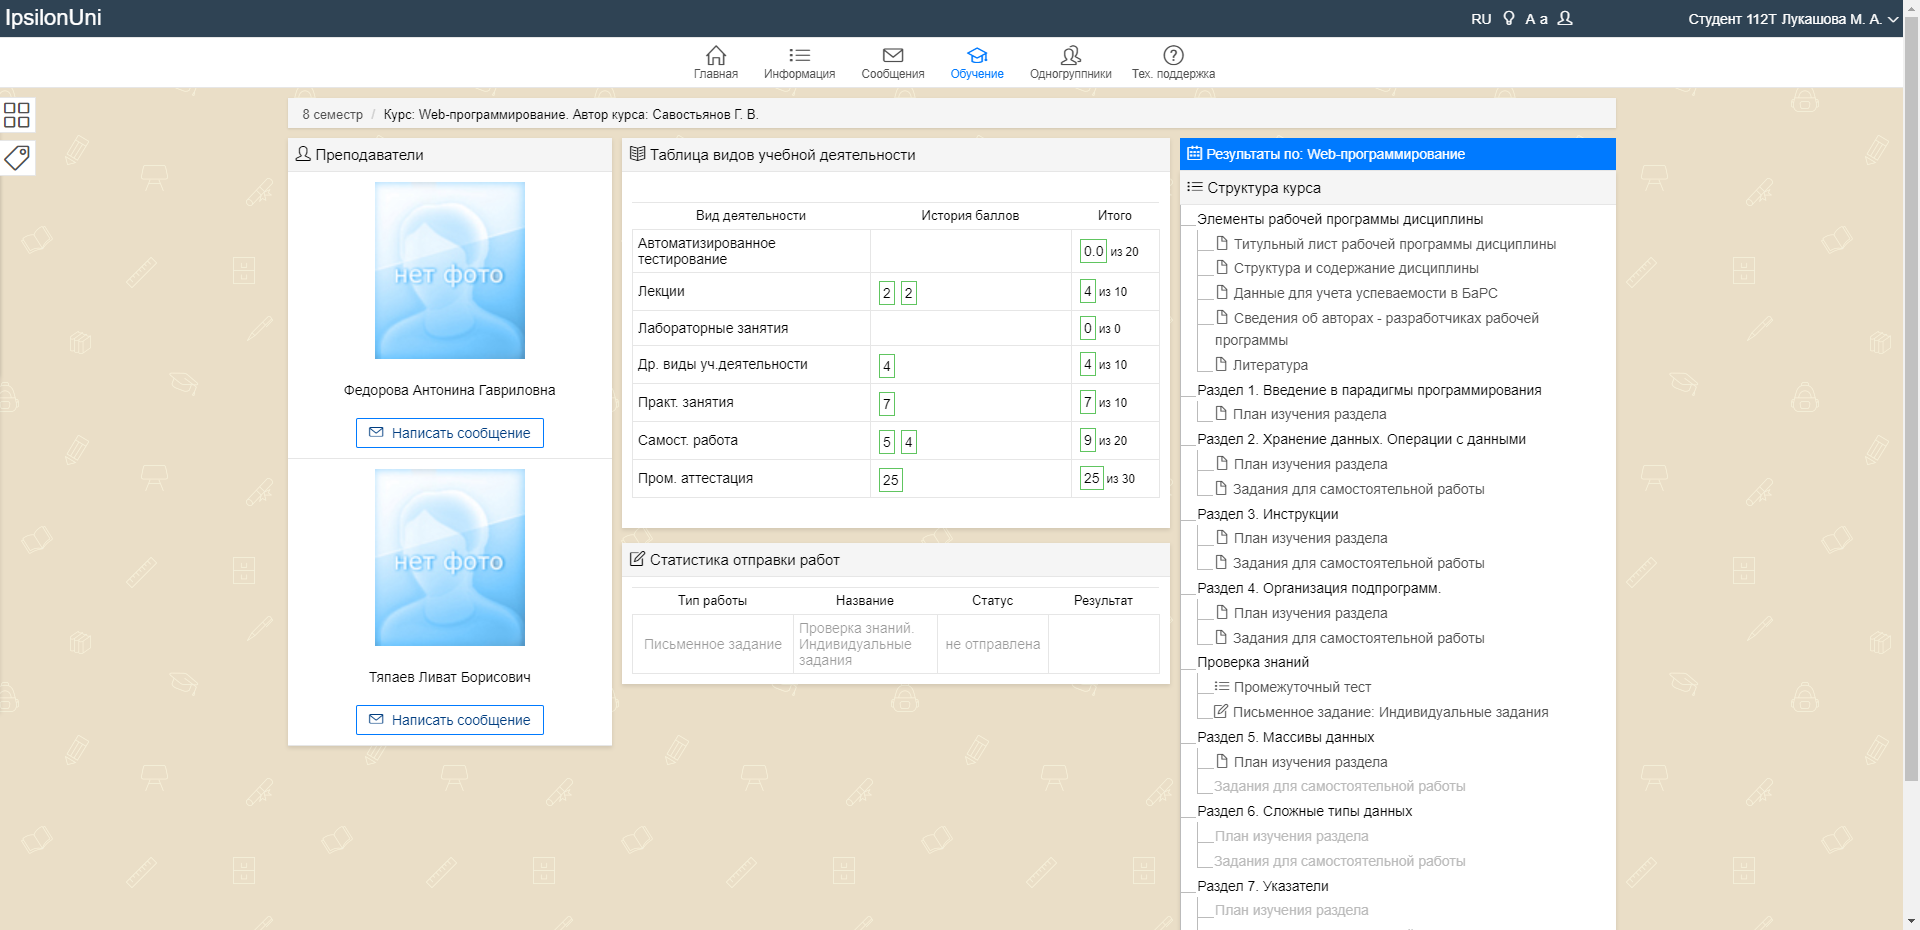 IpsilonUni
RU
A a
Студент 112Т Лукашова М. А.
Главная
Информация
Сообщения
Обучение
Одногруппники
Тех. поддержка
8 семестр / Курс: Web-программирование. Автор курса: Савостьянов Г. В.
Преподаватели
нет фото
Федорова Антонина Гавриловна
Написать сообщение
нет фото
Тяпаев Ливат Борисович
Написать сообщение
Таблица видов учебной деятельности
Вид деятельности История баллов Итого
Автоматизированное
тестирование
0.0 из 20
Лекции 2 2 4 из 10
Лабораторные занятия 0 из 0
Др. виды уч.деятельности 4 4 из 10
Практ. занятия 7 7 из 10
Самост. работа 5 4 9 из 20
Пром. аттестация 25 25 из 30
Статистика отправки работ
Тип работы Название Статус Результат
Письменное задание
Проверка знаний.
Индивидуальные
задания
не отправлена
Результаты по: Web-программирование
Структура курса
Элементы рабочей программы дисциплины
Титульный лист рабочей программы дисциплины
Структура и содержание дисциплины
Данные для учета успеваемости в БаРС
Сведения об авторах - разработчиках рабочей
программы
Литература
Раздел 1. Введение в парадигмы программирования
План изучения раздела
Раздел 2. Хранение данных. Операции с данными
План изучения раздела
Задания для самостоятельной работы
Раздел 3. Инструкции
План изучения раздела
Задания для самостоятельной работы
Раздел 4. Организация подпрограмм.
План изучения раздела
Задания для самостоятельной работы
Проверка знаний
Промежуточный тест
Письменное задание: Индивидуальные задания
Раздел 5. Массивы данных
План изучения раздела
Задания для самостоятельной работы
Раздел 6. Сложные типы данных
План изучения раздела
Задания для самостоятельной работы
Раздел 7. Указатели
План изучения раздела